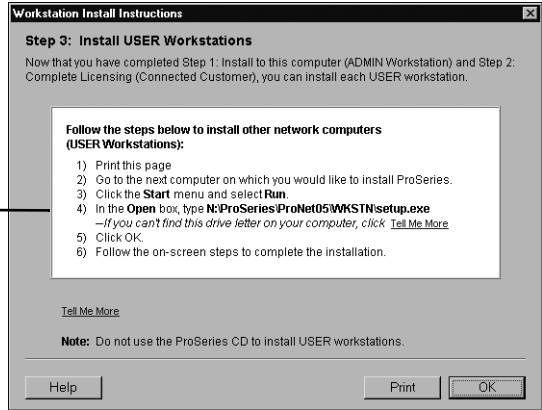 Workstation Install Instructions
Step 3: Install USER Workstations
Now that you have completed Step 1: Install to this computer (ADMIN Workstation) and Step 2:
Complete Licensing (Connected Customer), you can install each USER workstation.
Follow the steps below to install other network computers
(USER Workstations):
1) Print this page
2) Go to the next computer on which you would like to install ProSeries.
3) Click the Start menu and select Run.
4) In the Open box, type N:\ProSeries\ProNet05\WKSTN\setup.exe
–If you can't find this drive letter on your computer, click Tell Me More
5) Click OK.
6) Follow the on-screen steps to complete the installation.
Tell Me More
Note: Do not use the ProSeries CD to install USER workstations.
Help Print OK